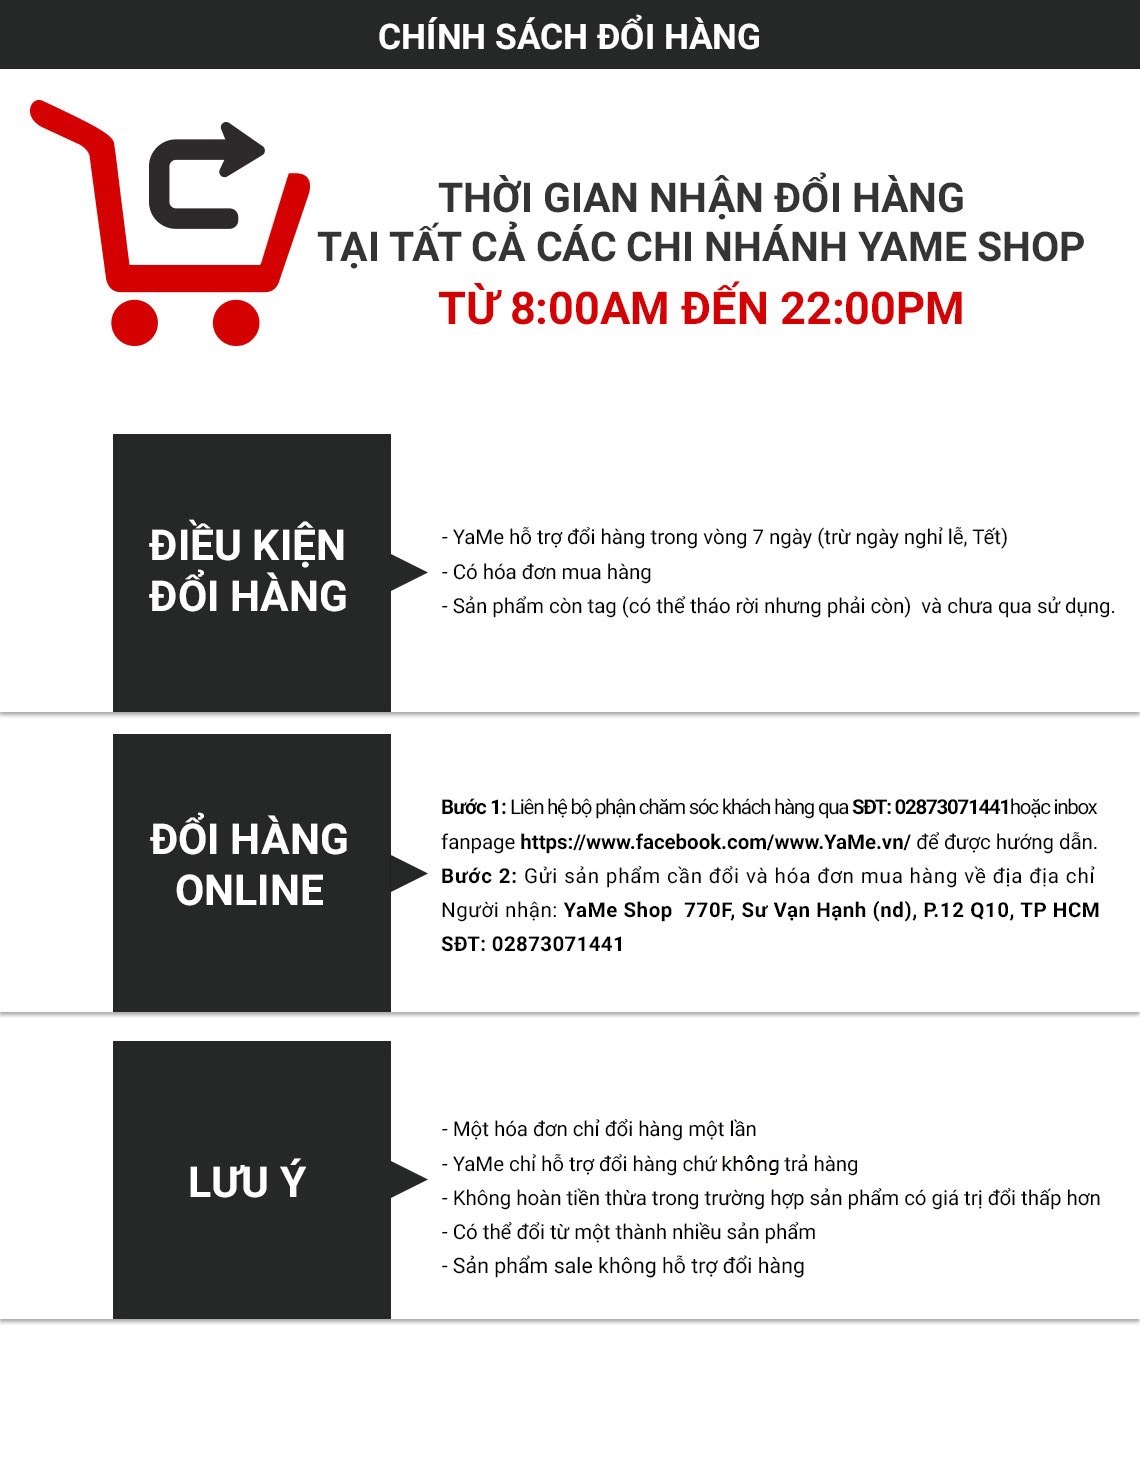 CHÍNH SÁCH ĐỔI HÀNG
THỜI GIAN NHẬN ĐỔI HÀNG
TẠI TẤT CẢ CÁC CHI NHÁNH YAME SHOP
TỪ 8:00AM ĐẾN 22:00PM
ĐIỀU KIỆN
ĐỔI HÀNG
- YaMe hỗ trợ đổi hàng trong vòng 7 ngày (trừ ngày nghỉ lễ, Tết)
- Có hóa đơn mua hàng
- Sản phẩm còn tag (có thể tháo rời nhưng phải còn)  và chưa qua sử dụng.
ĐỔI HÀNG
ONLINE
Bước 1: Liên hệ bộ phận chăm sóc khách hàng qua SĐT: 02873071441hoặc inbox
fanpage https://www.facebook.com/www.YaMe.vn/ để được hướng dẫn.
Bước 2: Gửi sản phẩm cần đổi và hóa đơn mua hàng về địa địa chỉ
Người nhận: YaMe Shop  770F, Sư Vạn Hạnh (nd), P.12 Q10, TP HCM
SĐT: 02873071441
LƯU Ý
- Một hóa đơn chỉ đổi hàng một lần
- YaMe chỉ hỗ trợ đổi hàng chứ không trả hàng
- Không hoàn tiền thừa trong trường hợp sản phẩm có giá trị đổi thấp hơn
- Có thể đổi từ một thành nhiều sản phẩm
- Sản phẩm sale không hỗ trợ đổi hàng